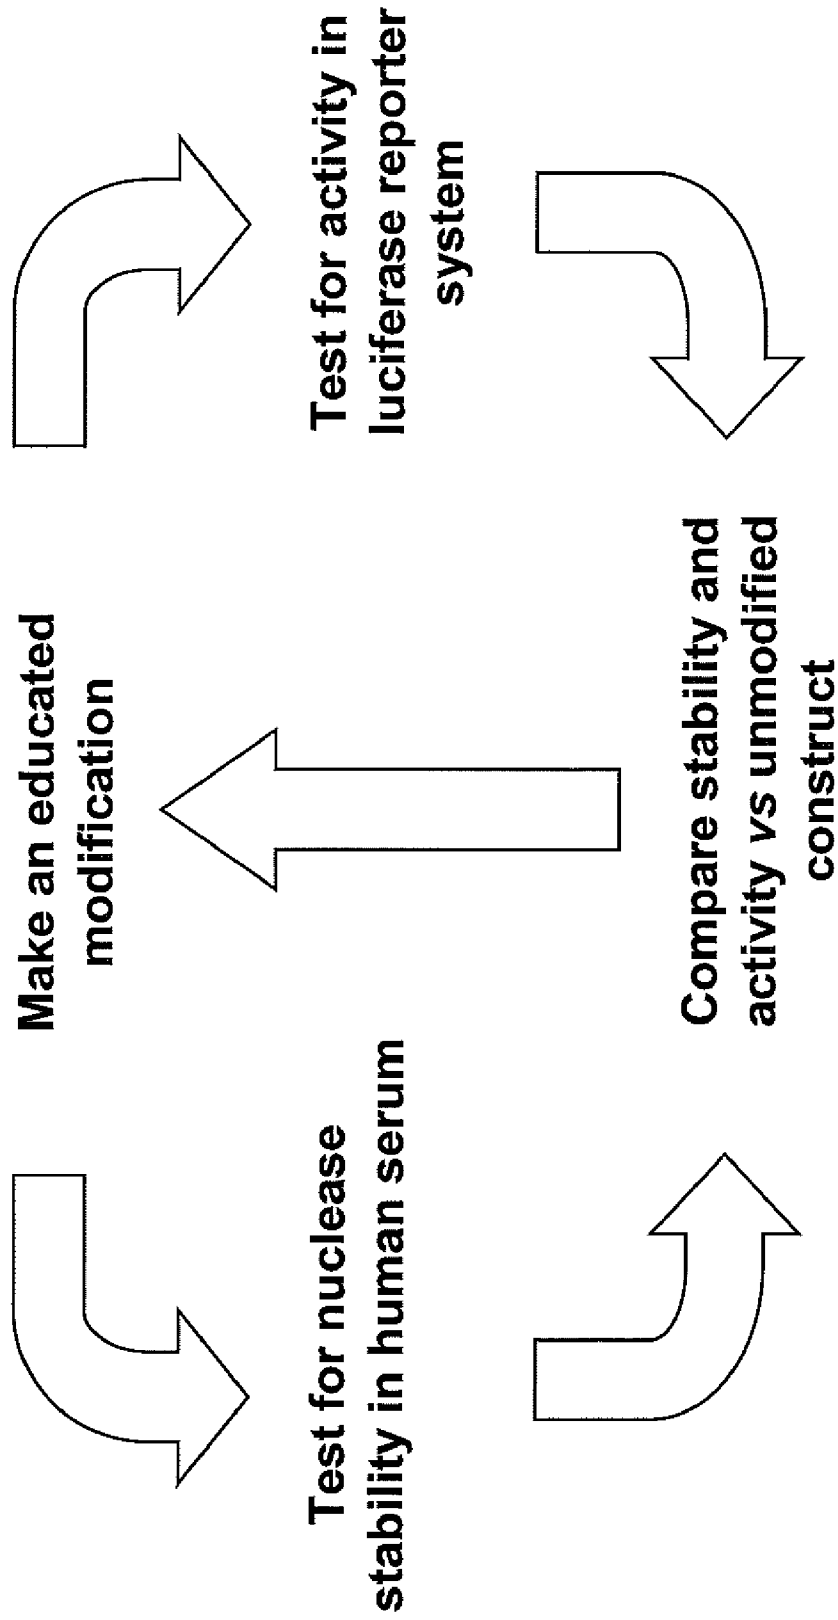 Make an educated
modification
Test for nuclease
stability in human serum
Test for activity in
luciferase reporter
system
Compare stability and
activity vs unmodified
construct